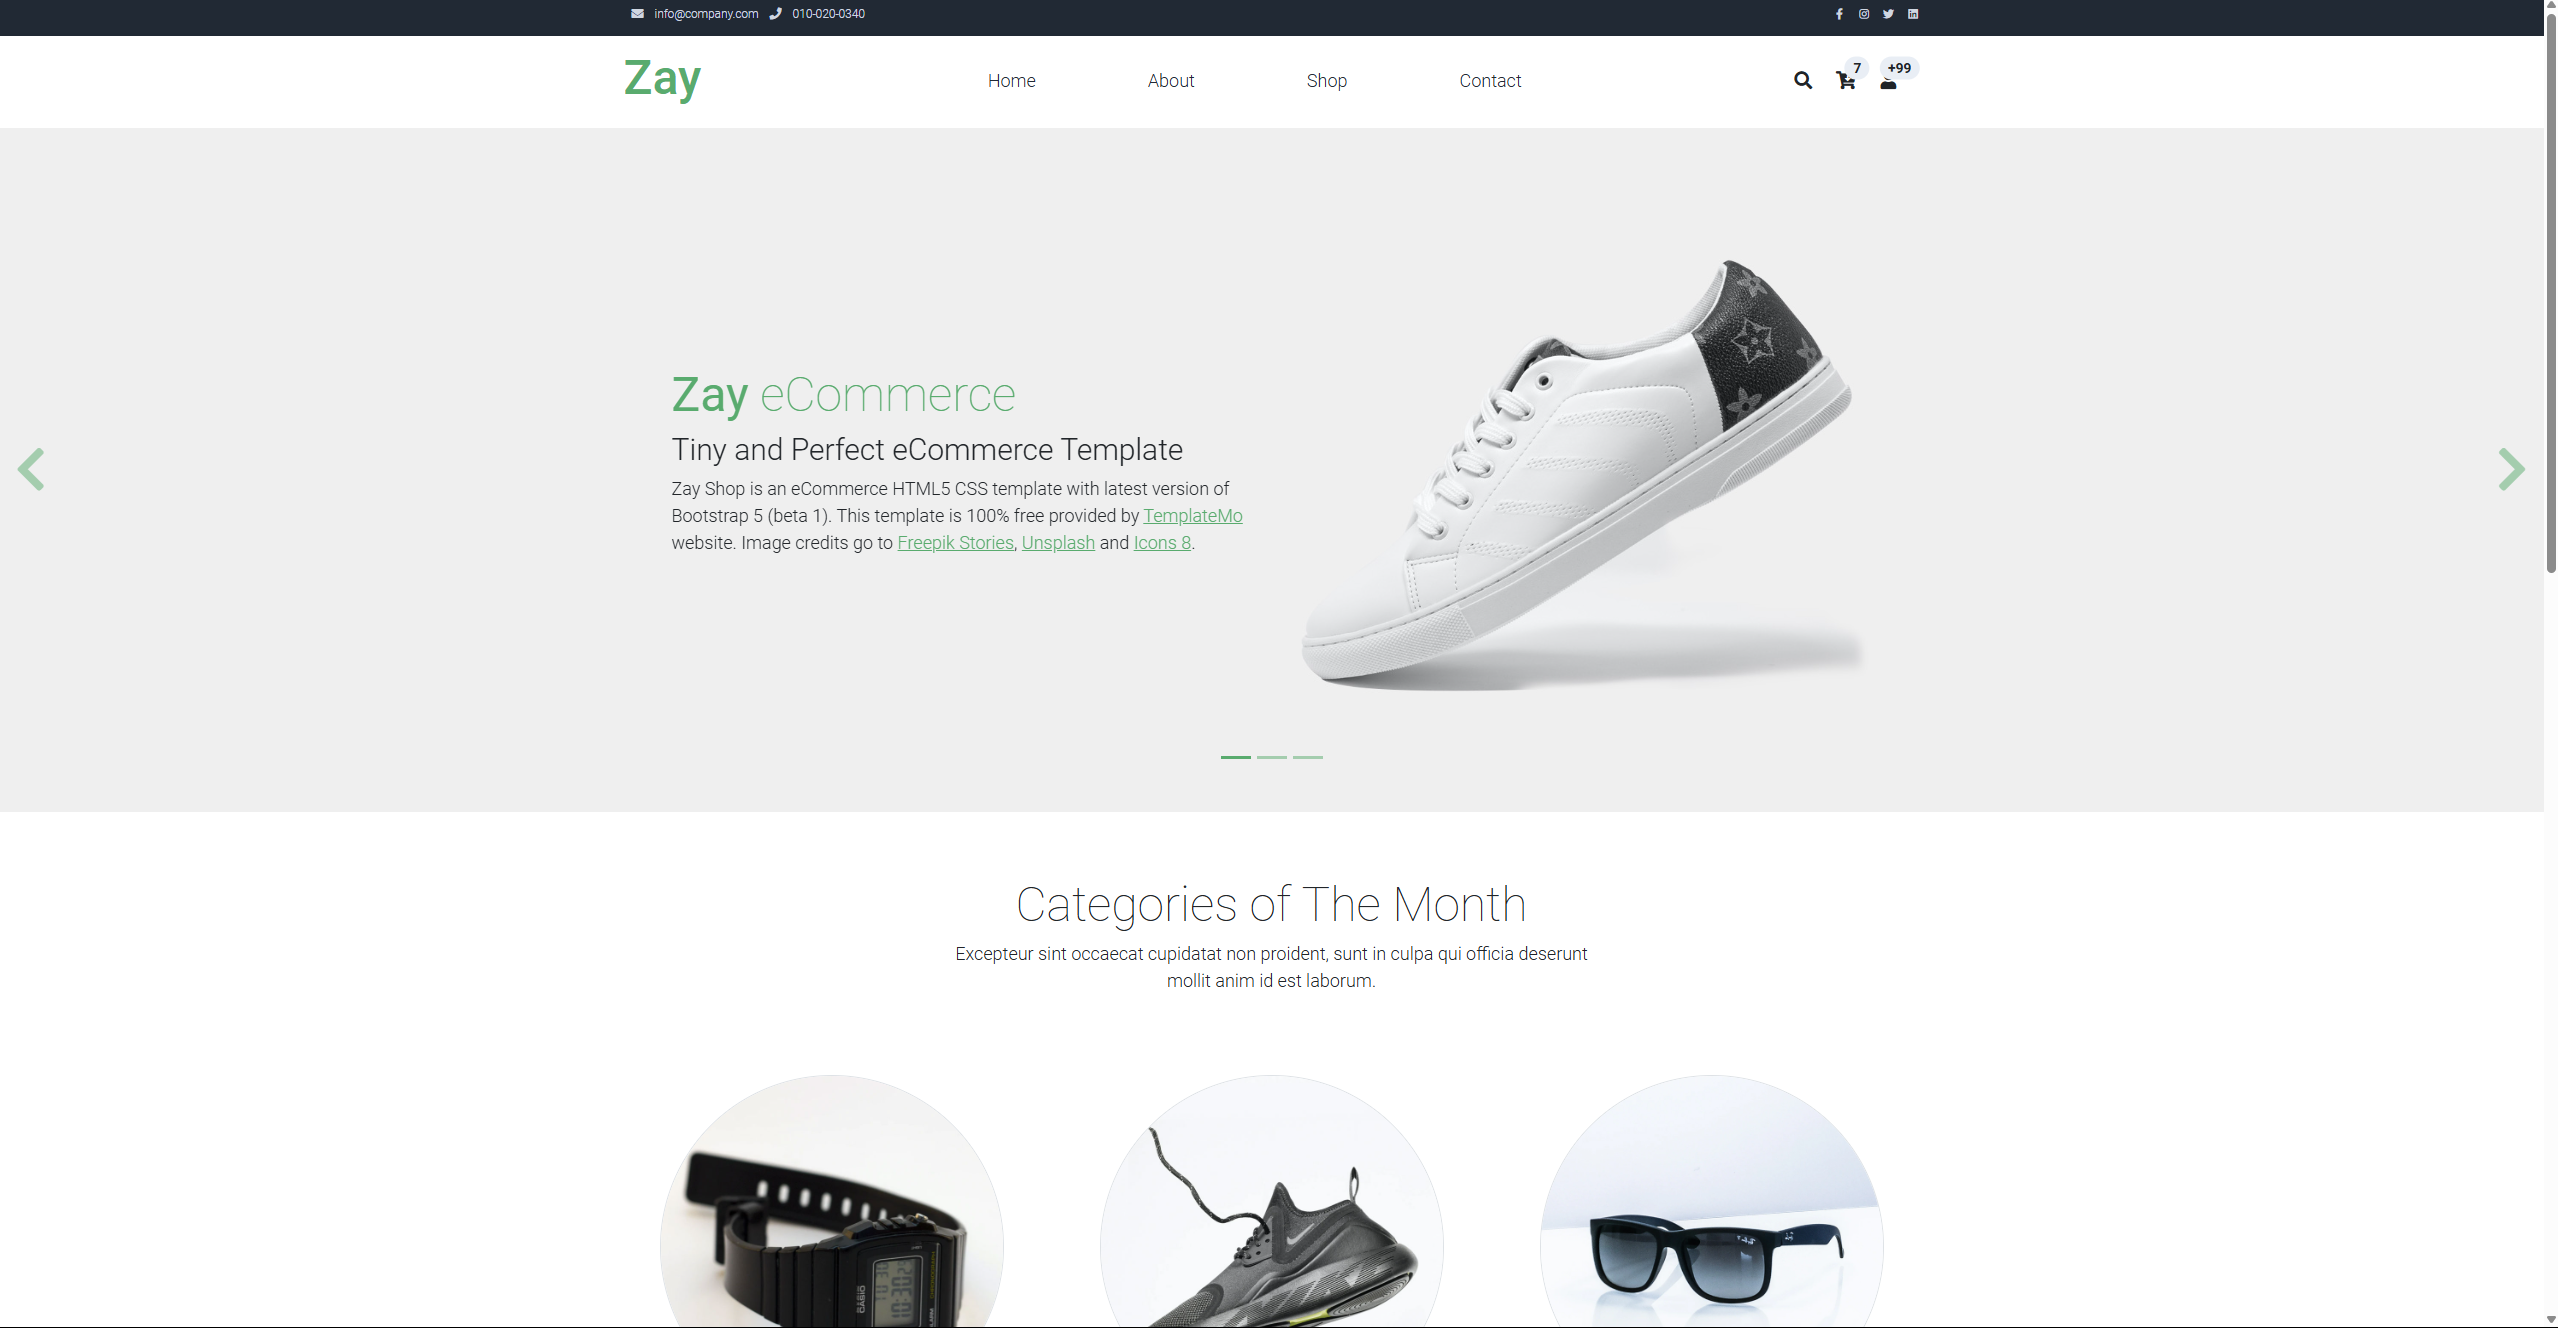 info@company.com 010-020-0340
Zay
Home About Shop Contact
7 +99
Zay eCommerce
Tiny and Perfect eCommerce Template
Zay Shop is an eCommerce HTML5 CSS template with latest version of
Bootstrap 5 (beta 1). This template is 100% free provided by TemplateMo
website. Image credits go to Freepik Stories, Unsplash and Icons 8.
Categories of The Month
Excepteur sint occaecat cupidatat non proident, sunt in culpa qui officia deserunt
mollit anim id est laborum.
CASIO